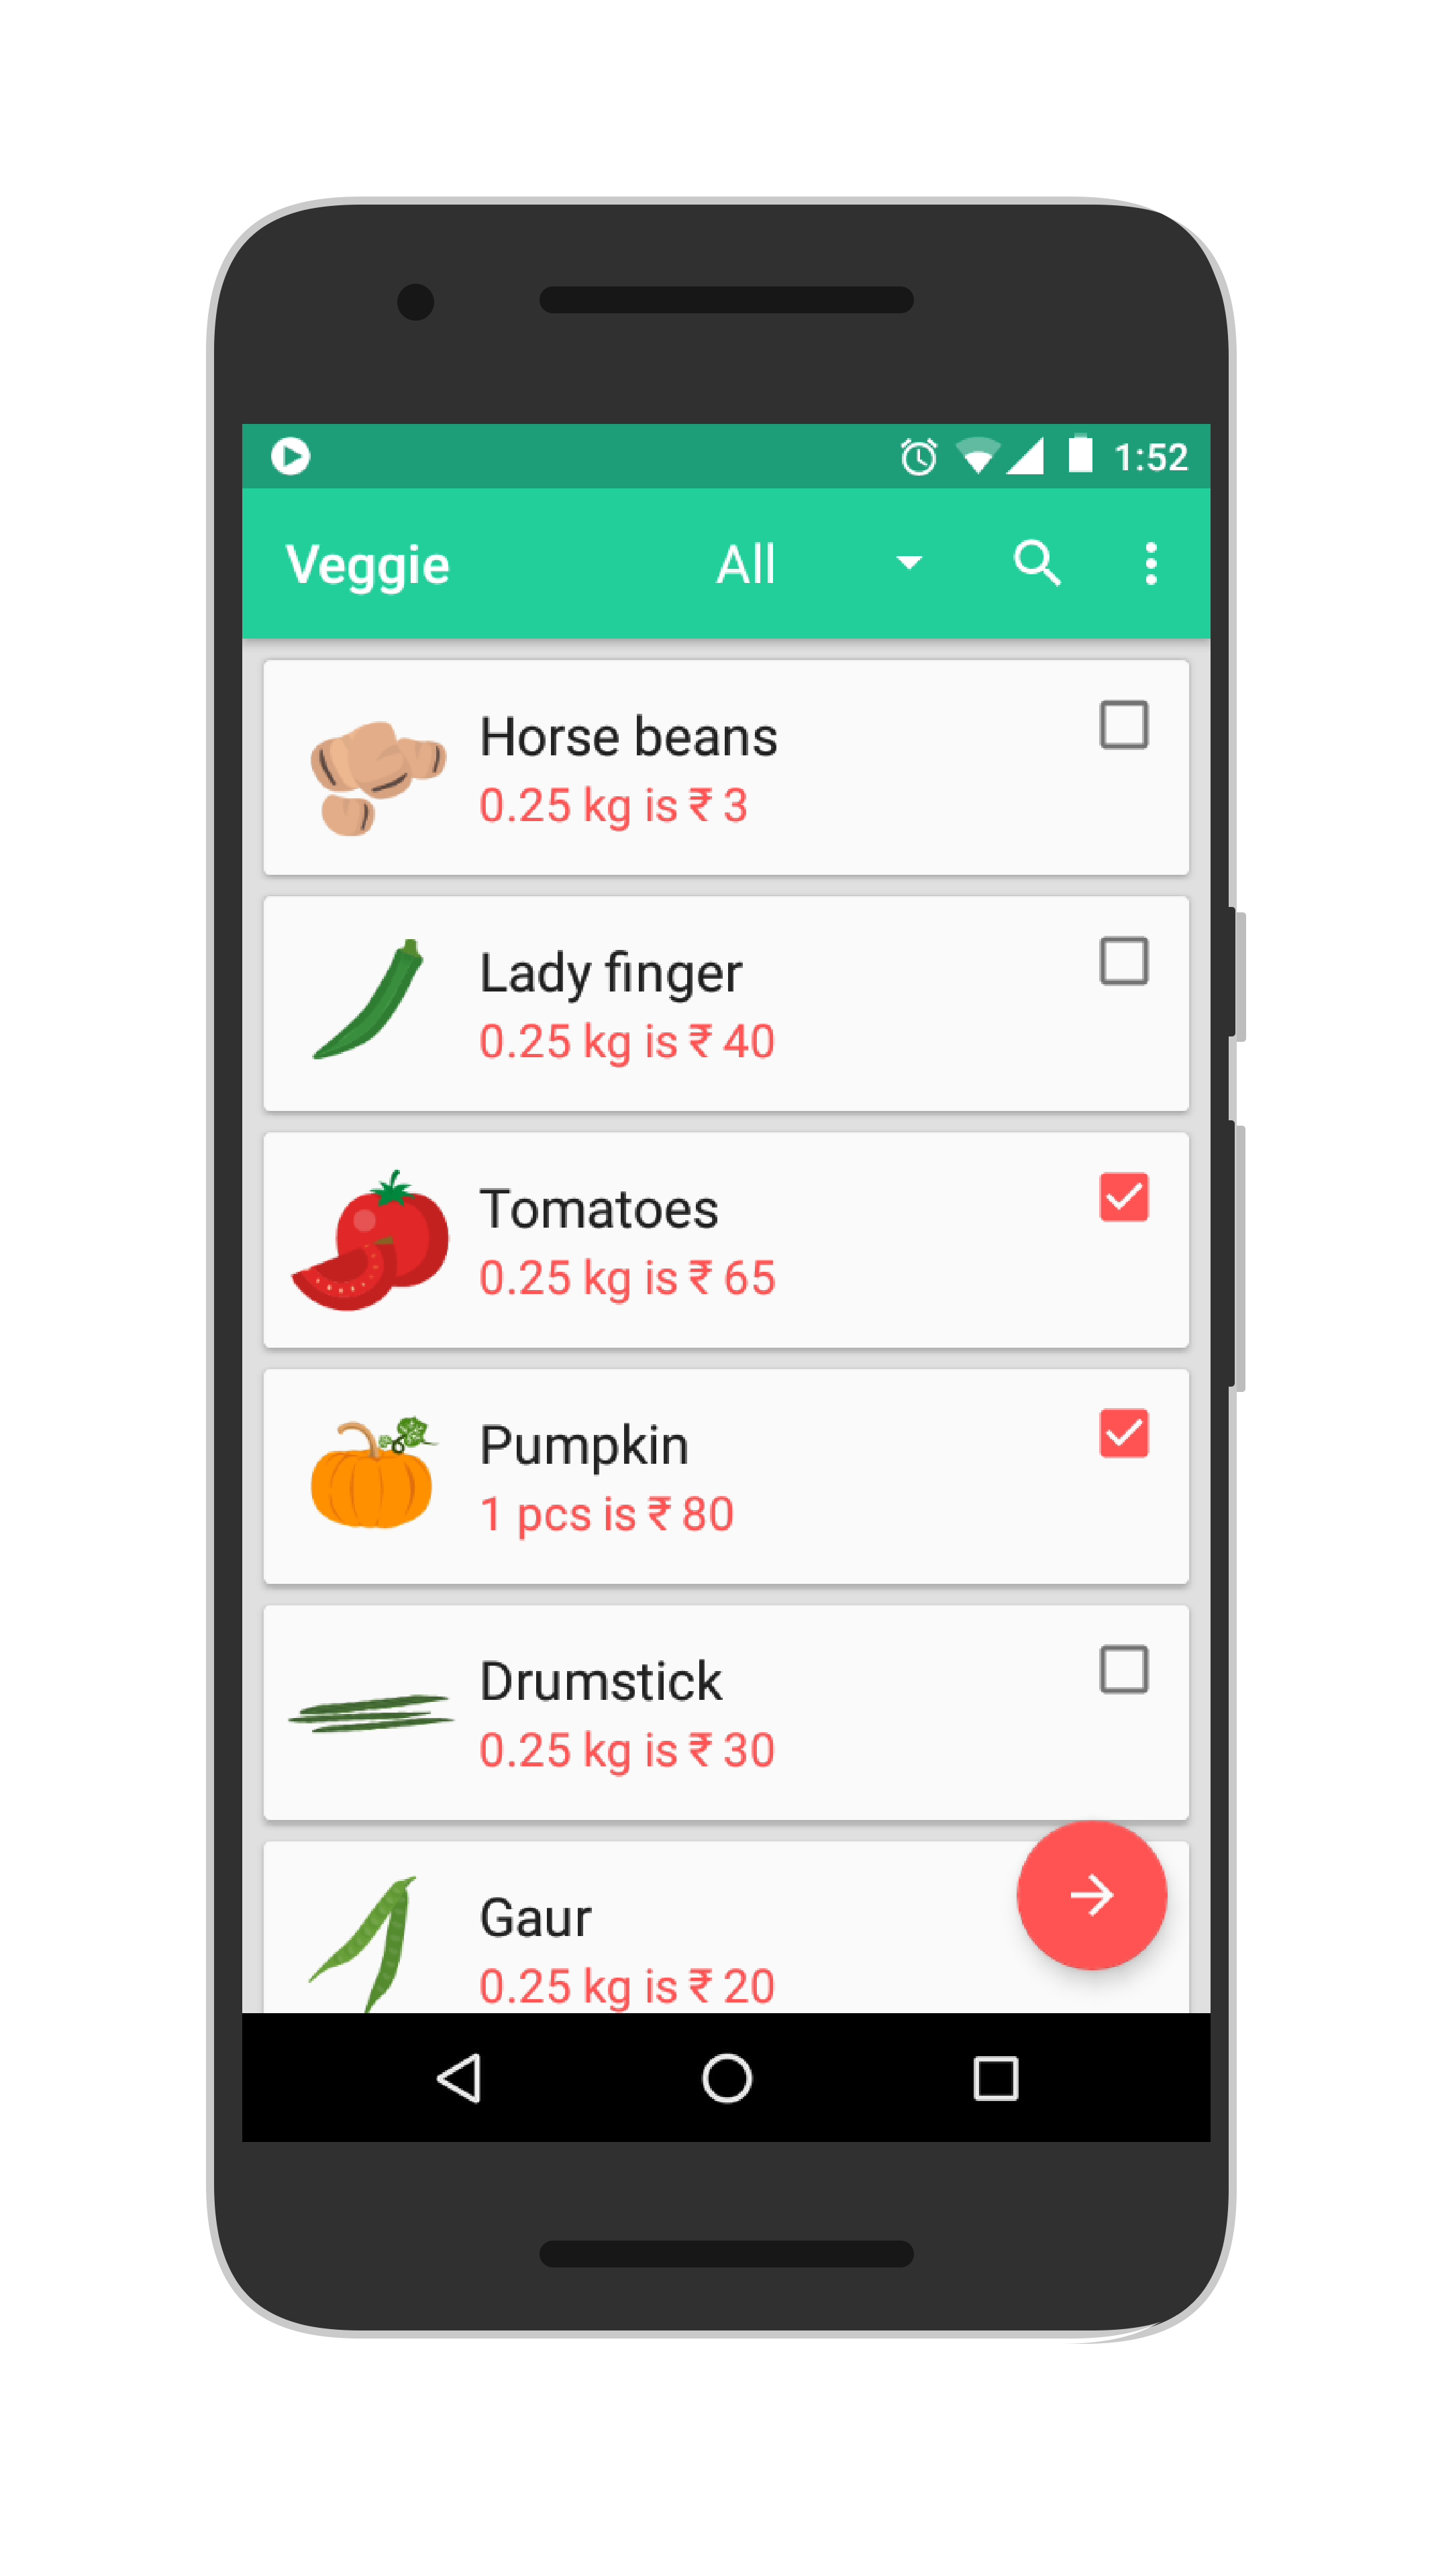 1:52
Veggie All
Horse beans
0.25 kg is ₹ 3
Lady finger
0.25 kg is ₹ 40
Tomatoes
0.25 kg is ₹ 65
Pumpkin
1 pcs is ₹ 80
Drumstick
0.25 kg is ₹ 30
Gaur
0.25 kg is ₹ 20